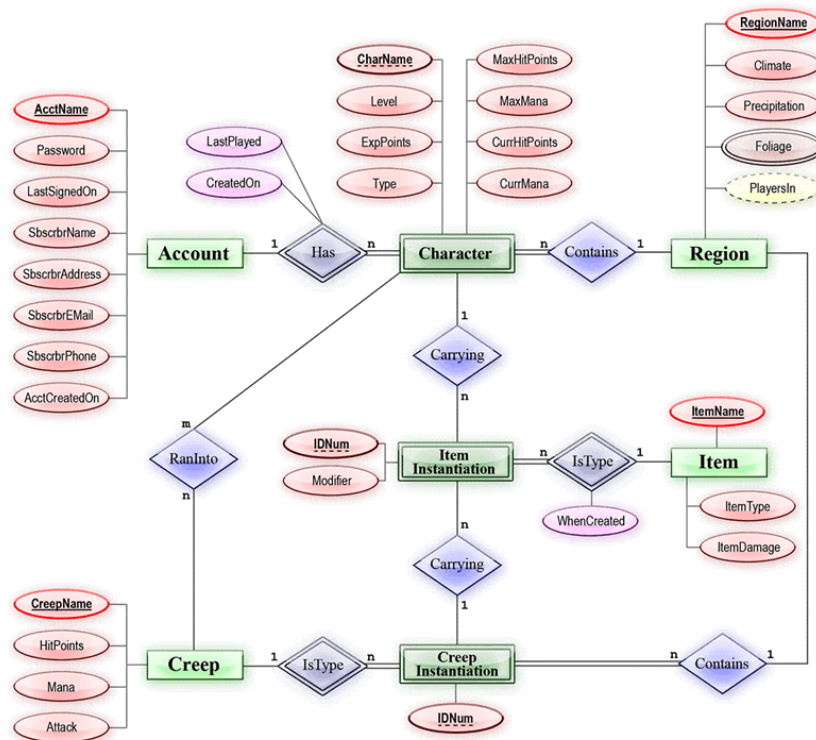 RegionName
CharName
MaxHitPoints
Climate
AcctName
Level
MaxMana
Precipitation
Password
LastPlayed
ExpPoints
CurrHitPoints
Foliage
LastSignedOn
CreatedOn
Type
CurrMana
PlayersIn
SbscrbrName
Account
1
Has
n
Character
n
Contains
1
Region
SbscrbrAddress
SbscrbrEMail
1
SbscrbrPhone
Carrying
AcctCreatedOn
n
m
ItemName
RanInto
IDNum
Item
Instantiation
n
IsType
1
Item
Modifier
n
n
WhenCreated
ItemType
ItemDamage
Carrying
CreepName
1
HitPoints
Creep
1
IsType
n
Creep
Instantiation
n
Contains
1
Mana
Attack
IDNum